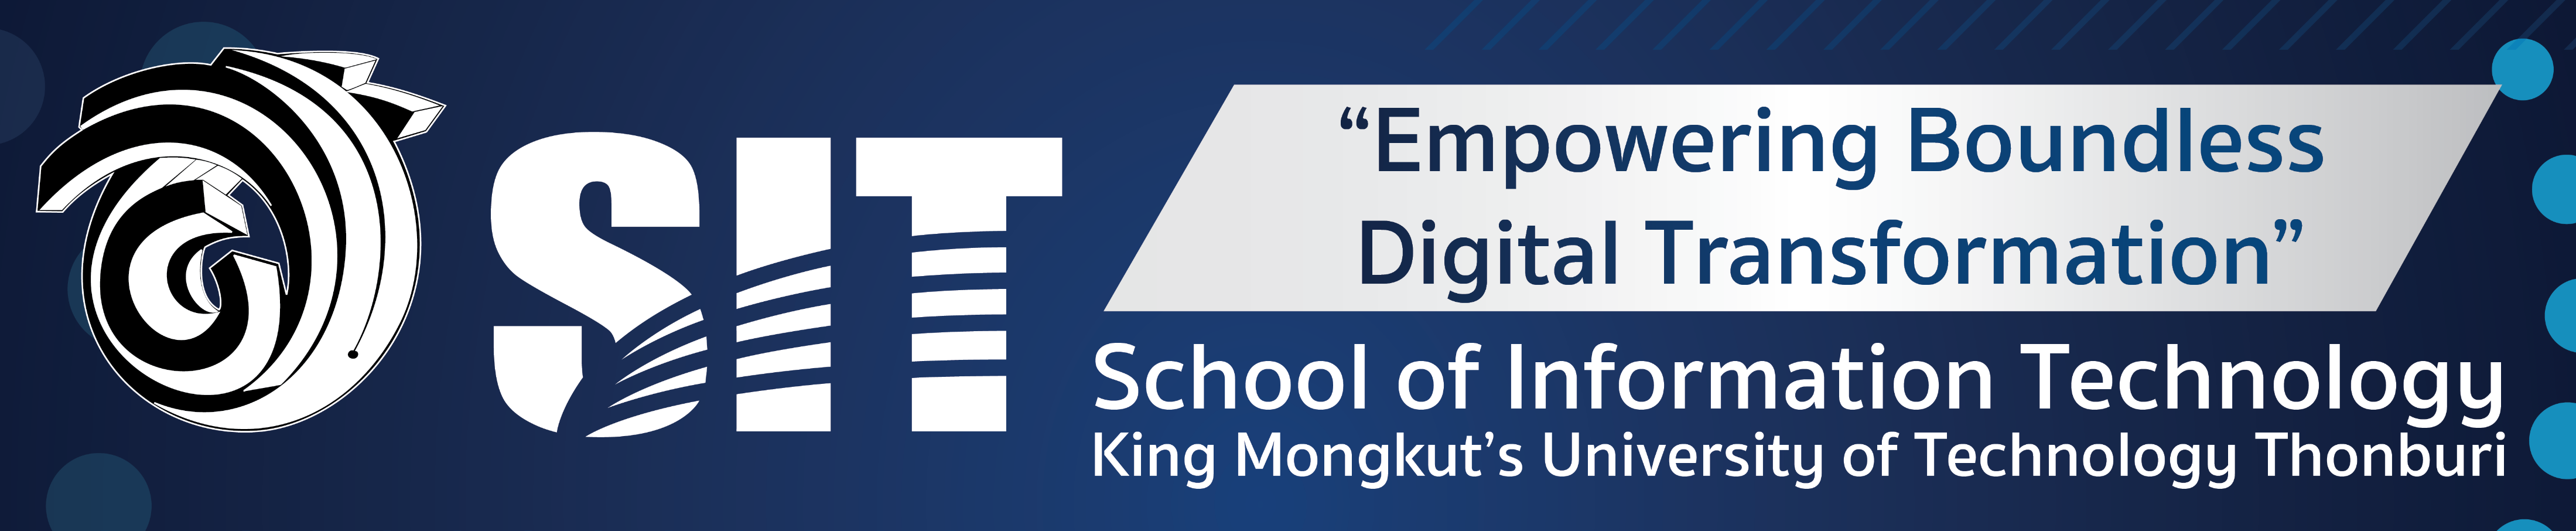 SIT
“Empowering Boundless
Digital Transformation”
School of Information Technology
King Mongkut’s University of Technology Thonburi